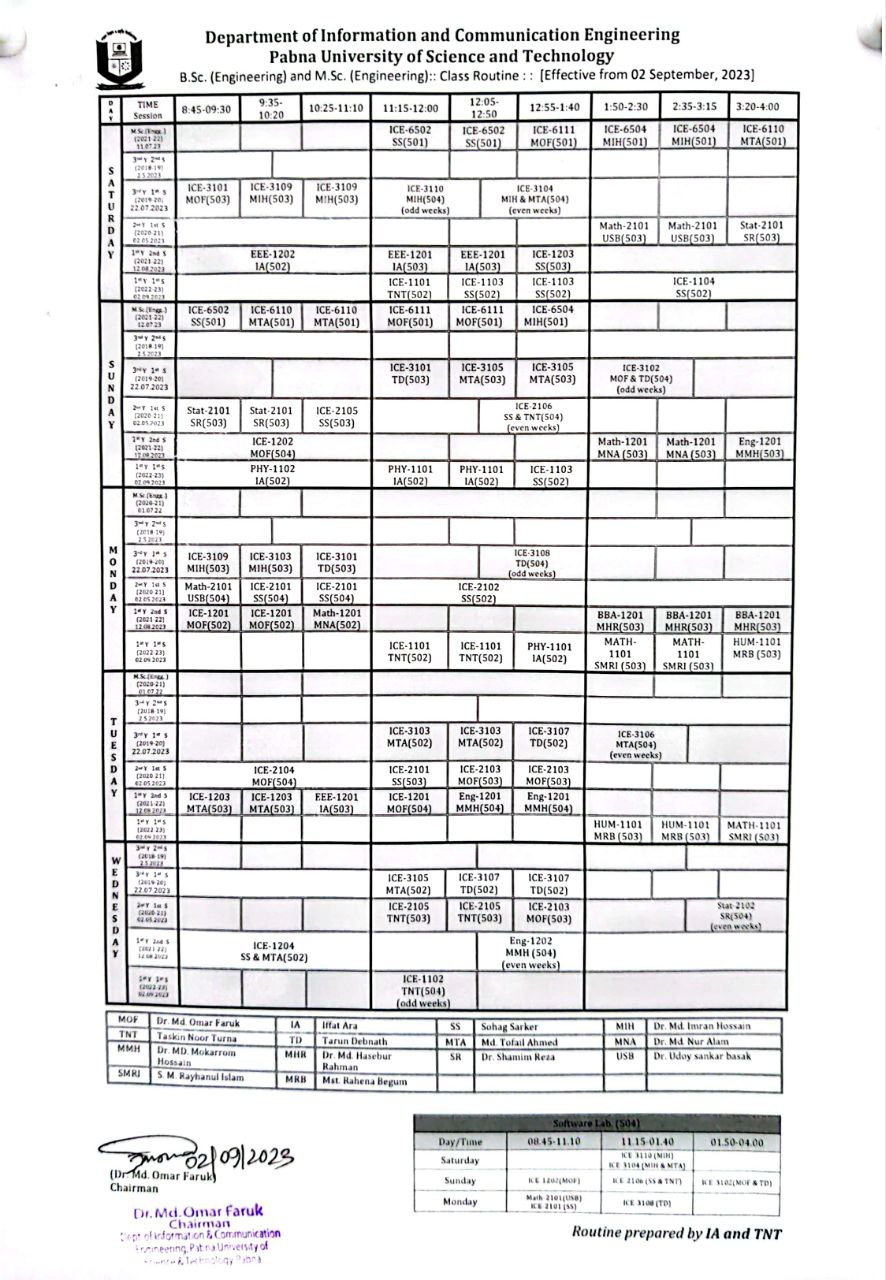 Department of Information and Communication Engineering
Pabna University of Science and Technology
B.Sc. (Engineering) and M.Sc. (Engineering):: Class Routine : : [Effective from 02 September, 2023]
DAY TIME Session 8:45-09:30 9:35-10:20 10:25-11:10 11:15-12:00 12:05-12:50 12:55-1:40 1:50-2:30 2:35-3:15 3:20-4:00
SATURDAY
M.Sc.(Engg.) ICE-6502 ICE-6502 ICE-6111 ICE-6504 ICE-6504 ICE-6110
(2021-22) SS(501) SS(501) MOF(501) MIH(501) MIH(501) MTA(501)
11.07.23
3rd Y 2nd S
(2018-19)
2.5.2023
3rd Y 1st S ICE-3101 ICE-3109 ICE-3109 ICE-3110 ICE-3104
(2019-20) MOF(503) MIH(503) MIH(503) MIH(504) MIH & MTA(504)
22.07.2023 (odd weeks) (even weeks)
2nd Y 1st S Math-2101 Math-2101 Stat-2101
(2020-21) USB(503) USB(503) SR(503)
02.05.2023
1st Y 2nd S EEE-1202 EEE-1201 EEE-1201 ICE-1203
(2021-22) IA(502) IA(503) IA(503) SS(503)
12.08.2023
1st Y 1st S ICE-1101 ICE-1103 ICE-1103 ICE-1104
(2022-23) TNT(502) SS(502) SS(502) SS(502)
02.09.2023
SUNDAY
M.Sc.(Engg.) ICE-6502 ICE-6110 ICE-6110 ICE-6111 ICE-6111 ICE-6504
(2021-22) SS(501) MTA(501) MTA(501) MOF(501) MOF(501) MIH(501)
12.07.23
3rd Y 2nd S
(2018-19)
2.5.2023
3rd Y 1st S ICE-3101 ICE-3105 ICE-3105 ICE-3102
(2019-20) TD(503) MTA(503) MTA(503) MOF & TD(504)
22.07.2023 (odd weeks)
2nd Y 1st S Stat-2101 Stat-2101 ICE-2105 ICE-2106
(2020-21) SR(503) SR(503) SS(503) SS & TNT(504)
02.05.2023 (even weeks)
1st Y 2nd S ICE-1202 Math-1201 Math-1201 Eng-1201
(2021-22) MOF(504) MNA (503) MNA (503) MMH(503)
12.08.2023
1st Y 1st S PHY-1102 PHY-1101 PHY-1101 ICE-1103
(2022-23) IA(502) IA(502) IA(502) SS(502)
02.09.2023
MONDAY
M.Sc.(Engg.)
(2020-21)
01.07.22
3rd Y 2nd S
(2018-19)
2.5.2023
3rd Y 1st S ICE-3109 ICE-3103 ICE-3101 ICE-3108
(2019-20) MIH(503) MIH(503) TD(503) TD(504)
22.07.2023 (odd weeks)
2nd Y 1st S Math-2101 ICE-2101 ICE-2101 ICE-2102
(2020-21) USB(504) SS(504) SS(504) SS(502)
02.05.2023
1st Y 2nd S ICE-1201 ICE-1201 Math-1201 BBA-1201 BBA-1201 BBA-1201
(2021-22) MOF(502) MOF(502) MNA(502) MHR(503) MHR(503) MHR(503)
12.08.2023
1st Y 1st S ICE-1101 ICE-1101 PHY-1101 MATH- MATH- HUM-1101
(2022-23) TNT(502) TNT(502) IA(502) 1101 1101 MRB (503)
02.09.2023 SMRI (503) SMRI (503)
TUESDAY
M.Sc.(Engg.)
(2020-21)
01.07.22
3rd Y 2nd S
(2018-19)
2.5.2023
3rd Y 1st S ICE-3103 ICE-3103 ICE-3107 ICE-3106
(2019-20) MTA(502) MTA(502) TD(502) MTA(504)
22.07.2023 (even weeks)
2nd Y 1st S ICE-2104 ICE-2101 ICE-2103 ICE-2103
(2020-21) MOF(504) SS(503) MOF(503) MOF(503)
02.05.2023
1st Y 2nd S ICE-1203 ICE-1203 EEE-1201 ICE-1201 Eng-1201 Eng-1201
(2021-22) MTA(503) MTA(503) IA(503) MOF(504) MMH(504) MMH(504)
12.08.2023
1st Y 1st S HUM-1101 HUM-1101 MATH-1101
(2022-23) MRB (503) MRB (503) SMRI (503)
02.09.2023
WEDNESDAY
3rd Y 2nd S
(2018-19)
2.5.2023
3rd Y 1st S ICE-3105 ICE-3107 ICE-3107
(2019-20) MTA(502) TD(502) TD(502)
22.07.2023
2nd Y 1st S ICE-2105 ICE-2105 ICE-2103 Stat-2102
(2020-21) TNT(503) TNT(503) MOF(503) SR(504)
02.05.2023 (even weeks)
1st Y 2nd S ICE-1204 Eng-1202
(2021-22) SS & MTA(502) MMH (504)
12.08.2023 (even weeks)
1st Y 1st S ICE-1102
(2022-23) TNT(504)
02.09.2023 (odd weeks)
MOF Dr. Md. Omar Faruk IA Iffat Ara SS Sohag Sarker MIH Dr. Md. Imran Hossain
TNT Taskin Noor Turna TD Tarun Debnath MTA Md. Tofail Ahmed MNA Dr. Md. Nur Alam
MMH Dr. MD. Mokarrom Hossain MHR Dr. Md. Hasebur Rahman SR Dr. Shamim Reza USB Dr. Udoy sankar basak
SMRI S. M. Rayhanul Islam MRB Mst. Rahena Begum
Software Lab. (504)
Day/Time 08.45-11.10 11.15-01.40 01.50-04.00
Saturday ICE 3110(MIH)
ICE 3104(MIH & MTA)
Sunday ICE 1202(MOF) ICE 2106 (SS & TNT) ICE 3102(MOF & TD)
Monday Math-2101(USB) ICE 3108 (TD)
ICE 2101 (SS)
02/09/2023
(Dr. Md. Omar Faruk)
Chairman
Dr. Md. Omar Faruk
Chairman
Dept of Information & Communication
Engineering, Pabna University of
Science & Technology Pabna
Routine prepared by IA and TNT